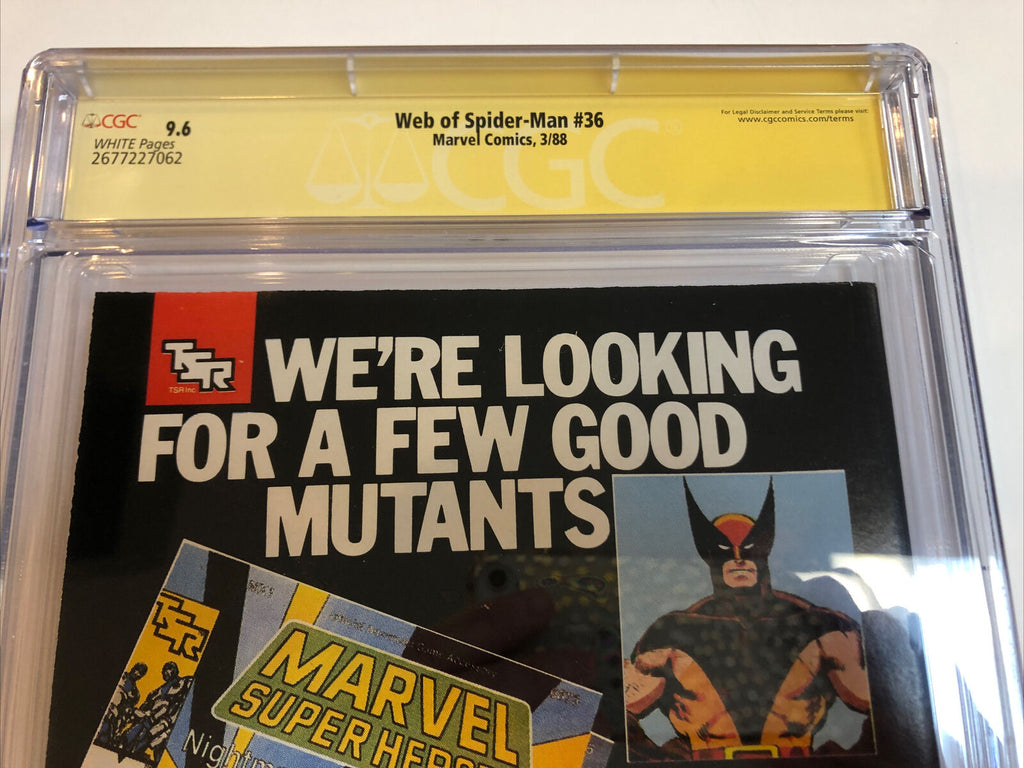 CGC 9.6
WHITE Pages
2677227062
Web of Spider-Man #36
Marvel Comics, 3/88
For Legal Disclaimer and Service Terms please visit:
www.cgccomics.com/terms
CGC
TSR
TSR Inc
WE'RE LOOKING
FOR A FEW GOOD
MUTANTS
TSR
MARVEL
SUPER HERO